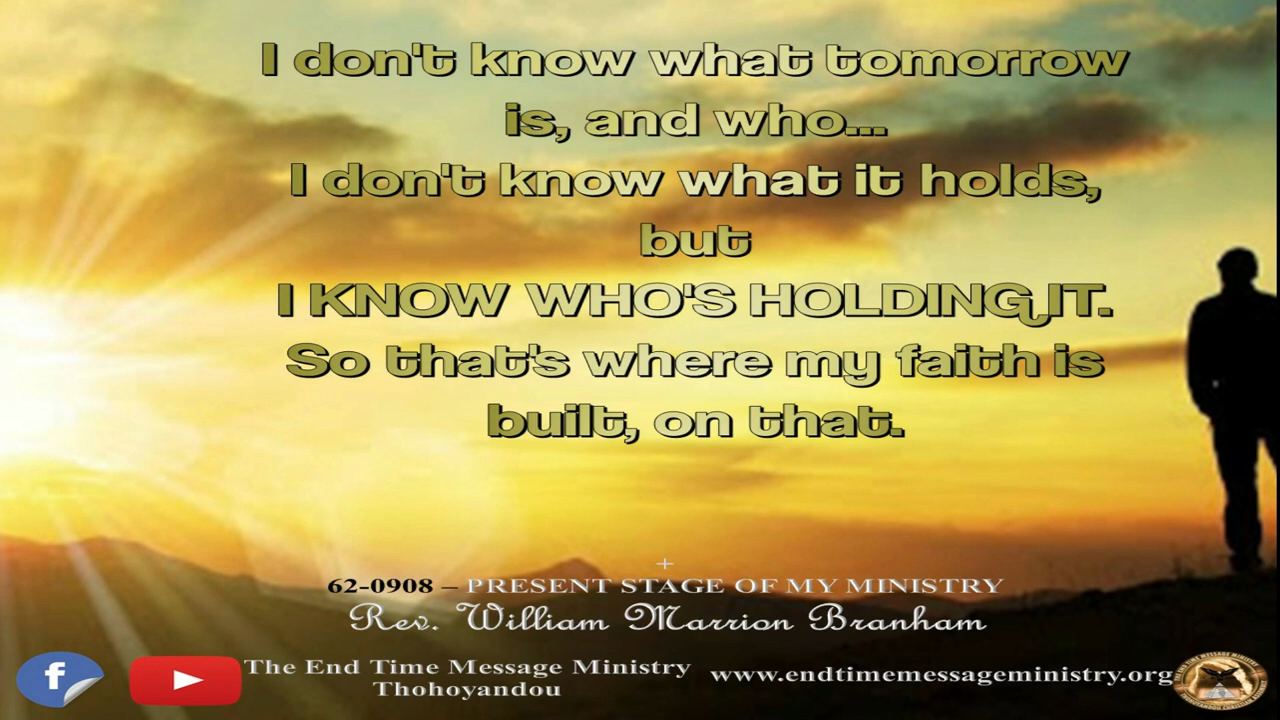 I don't know what tomorrow
is, and who...
I don't know what it holds,
but
I KNOW WHO'S HOLDING IT.
So that's where my faith is
built, on that.
62-0908 – PRESENT STAGE OF MY MINISTRY
Rev. William Marrion Branham
The End Time Message Ministry
Thohoyandou
www.endtimemessageministry.org